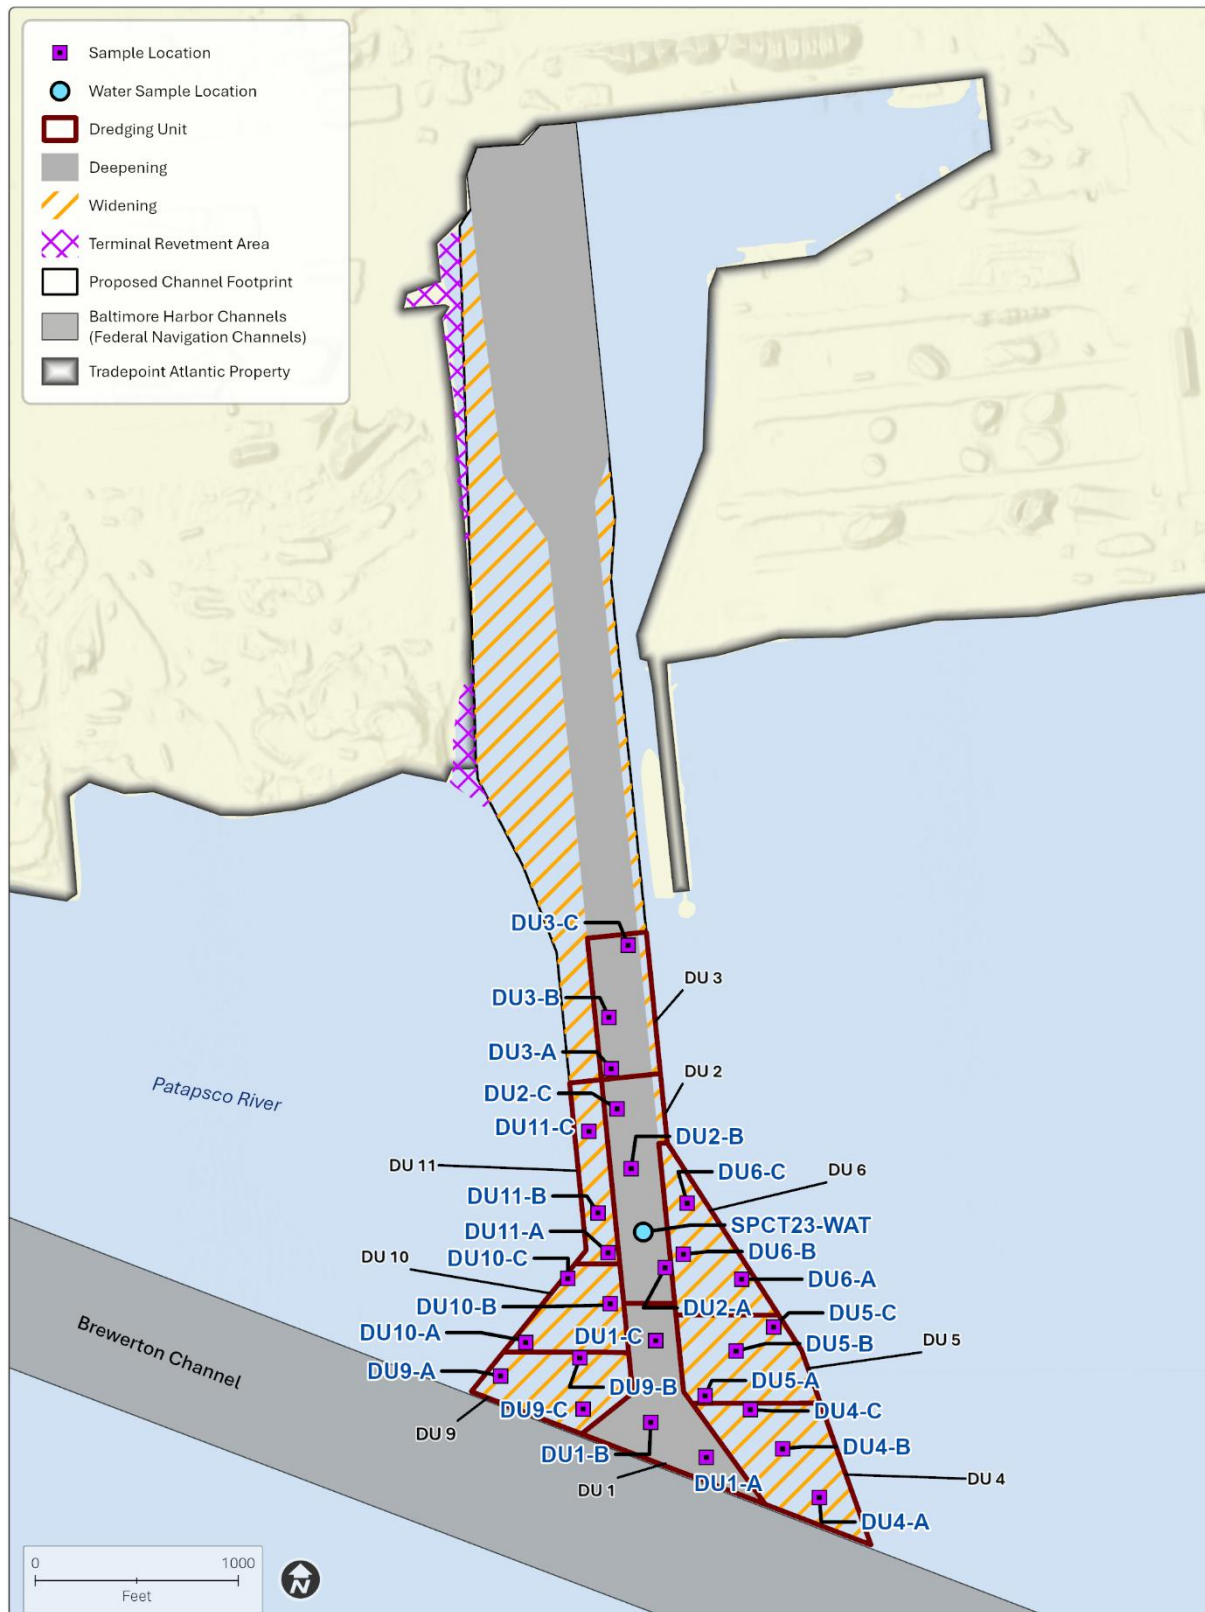 Sample Location
Water Sample Location
Dredging Unit
Deepening
Widening
Terminal Revetment Area
Proposed Channel Footprint
Baltimore Harbor Channels
(Federal Navigation Channels)
Tradepoint Atlantic Property
DU3-C
DU 3
DU3-B
DU3-A
DU 2
Patapsco River
DU2-C
DU11-C
DU2-B
DU 11
DU6-C
DU 6
DU11-B
DU11-A
SPCT23-WAT
DU 10
DU10-C
DU6-B
DU6-A
DU10-B
DU2-A
DU5-C
Brewerton Channel
DU10-A
DU1-C
DU5-B
DU 5
DU9-A
DU9-B
DU5-A
DU9-C
DU4-C
DU 9
DU1-B
DU4-B
DU 1
DU1-A
DU 4
DU4-A
0 1000
Feet
N